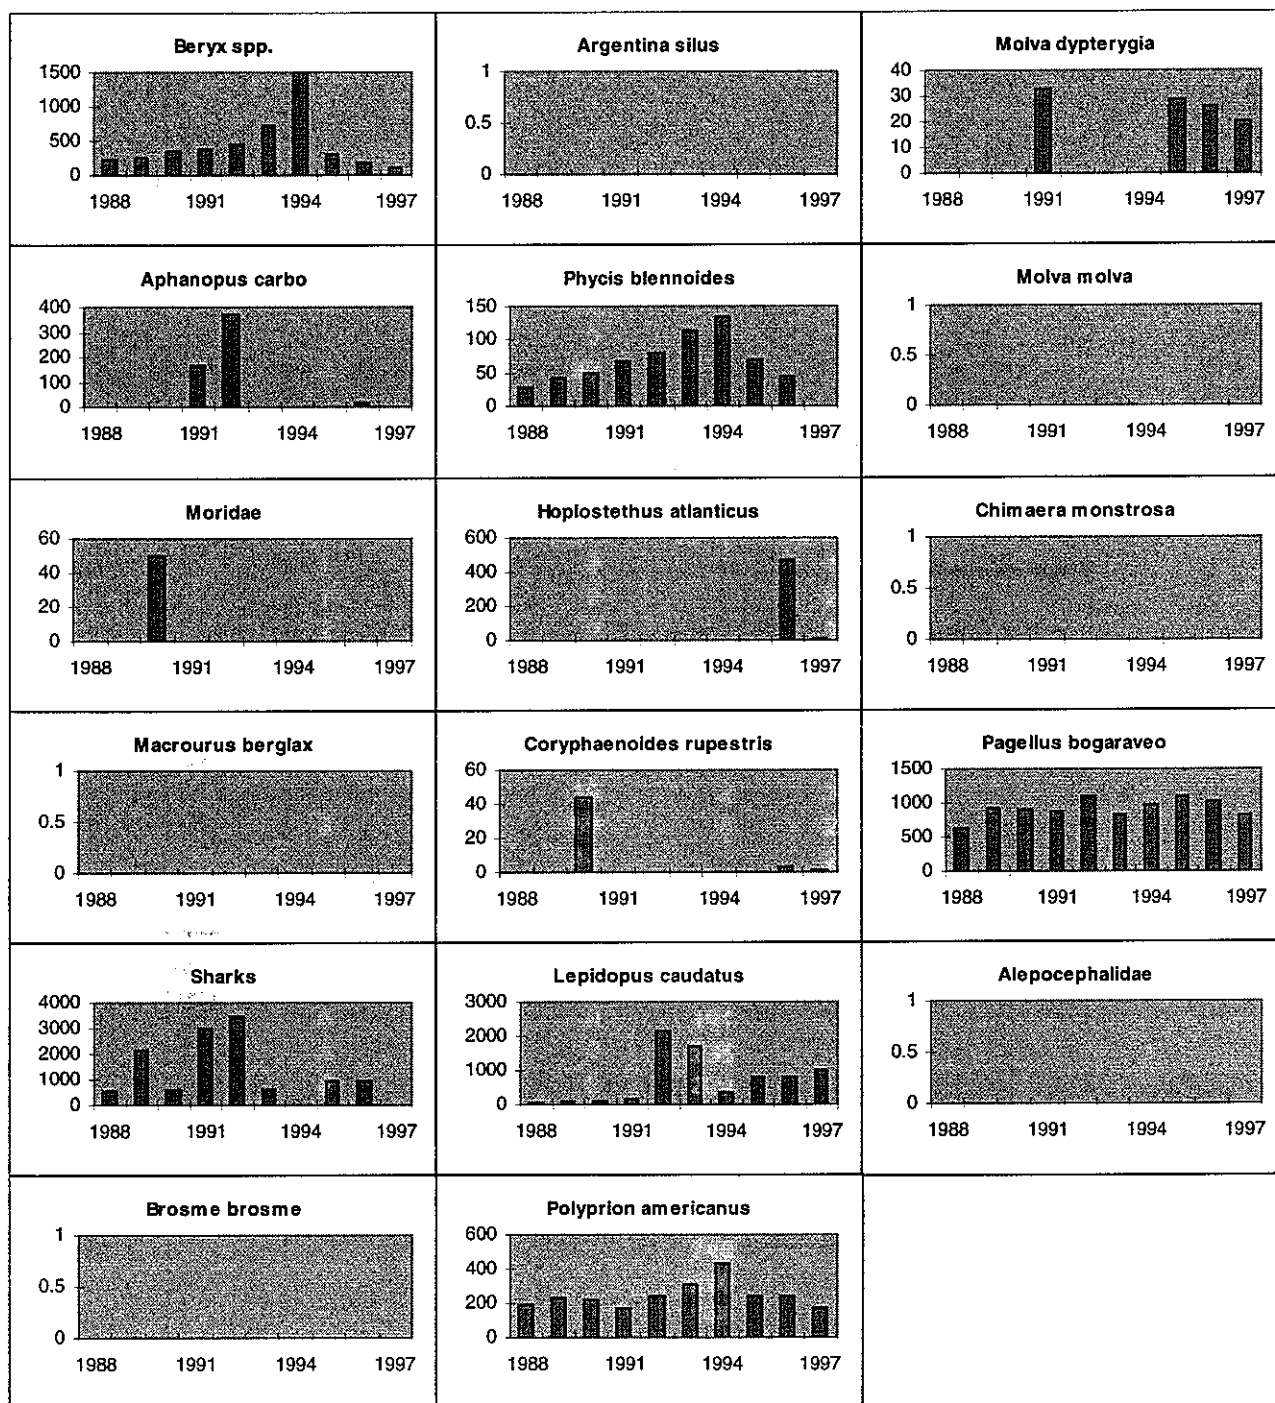 Beryx spp.
1500
1000
500
0
1988 1991 1994 1997
Argentina silus
1
0.5
0
1988 1991 1994 1997
Molva dypterygia
40
30
20
10
0
1988 1991 1994 1997
Aphanopus carbo
400
300
200
100
0
1988 1991 1994 1997
Phycis blennoides
150
100
50
0
1988 1991 1994 1997
Molva molva
1
0.5
0
1988 1991 1994 1997
Moridae
60
40
20
0
1988 1991 1994 1997
Hoplostethus atlanticus
600
400
200
0
1988 1991 1994 1997
Chimaera monstrosa
1
0.5
0
1988 1991 1994 1997
Macrourus berglax
1
0.5
0
1988 1991 1994 1997
Coryphaenoides rupestris
60
40
20
0
1988 1991 1994 1997
Pagellus bogaraveo
1500
1000
500
0
1988 1991 1994 1997
Sharks
4000
3000
2000
1000
0
1988 1991 1994 1997
Lepidopus caudatus
3000
2000
1000
0
1988 1991 1994 1997
Alepocephalidae
1
0.5
0
1988 1991 1994 1997
Brosme brosme
1
0.5
0
1988 1991 1994 1997
Polyprion americanus
600
400
200
0
1988 1991 1994 1997